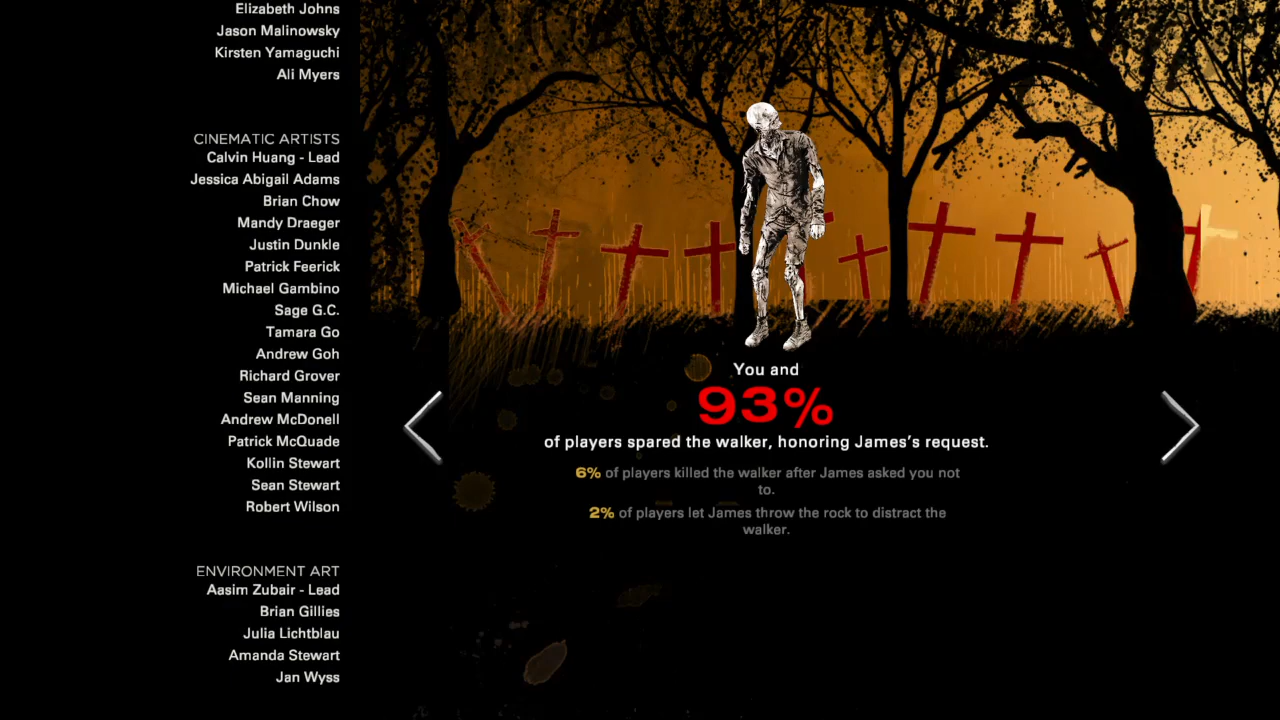 Elizabeth Johns
Jason Malinowsky
Kirsten Yamaguchi
Ali Myers
CINEMATIC ARTISTS
Calvin Huang - Lead
Jessica Abigail Adams
Brian Chow
Mandy Draeger
Justin Dunkle
Patrick Feerick
Michael Gambino
Sage G.C.
Tamara Go
Andrew Goh
Richard Grover
Sean Manning
Andrew McDonell
Patrick McQuade
Kollin Stewart
Sean Stewart
Robert Wilson
ENVIRONMENT ART
Aasim Zubair - Lead
Brian Gillies
Julia Lichtblau
Amanda Stewart
Jan Wyss
You and
93%
of players spared the walker, honoring James's request.
6% of players killed the walker after James asked you not
to.
2% of players let James throw the rock to distract the
walker.